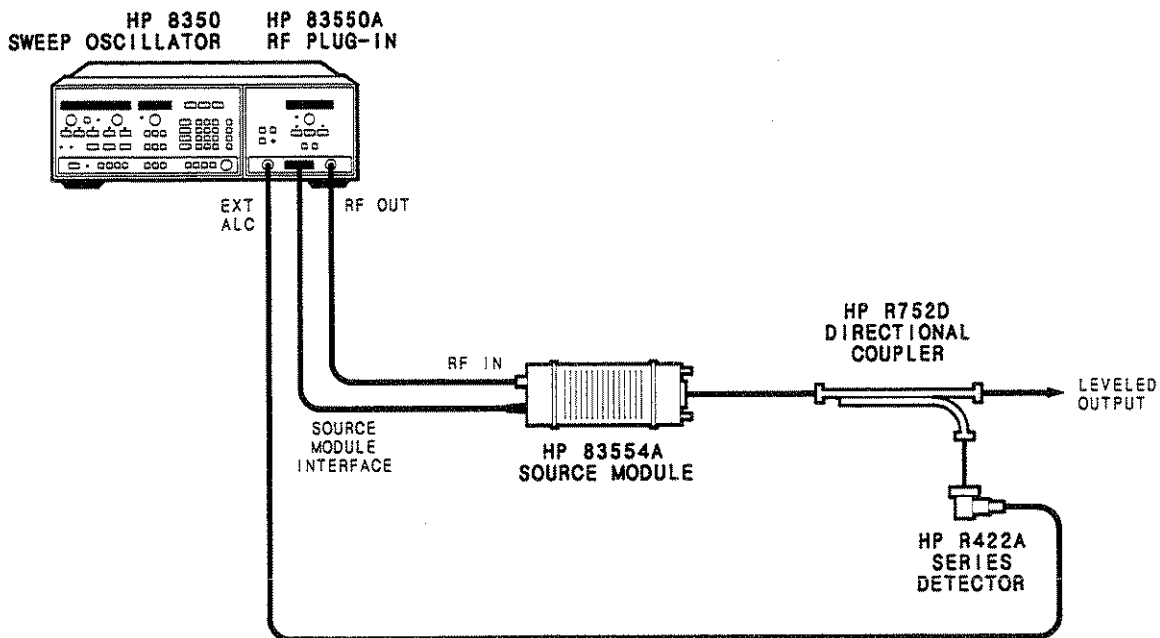 HP 8350
SWEEP OSCILLATOR
HP 83550A
RF PLUG-IN
EXT
ALC
RF OUT
RF IN
SOURCE
MODULE
INTERFACE
HP 83554A
SOURCE MODULE
HP R752D
DIRECTIONAL
COUPLER
LEVELED
OUTPUT
HP R422A
SERIES
DETECTOR